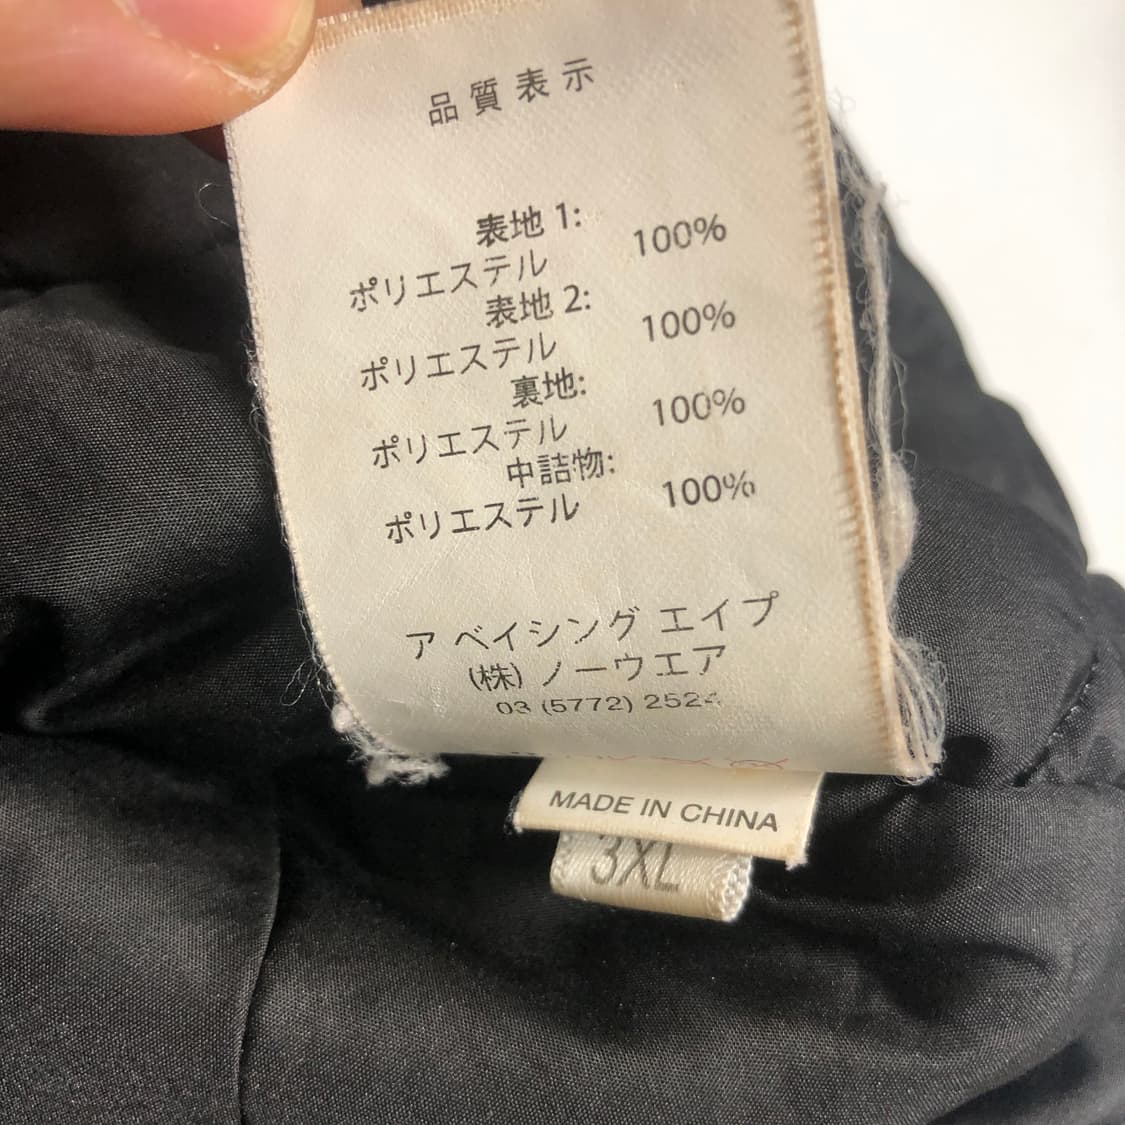 品質表示
表地 1:
ポリエステル 100%
表地 2:
ポリエステル 100%
裏地:
ポリエステル 100%
中詰物:
ポリエステル 100%
ア ベイシング エイプ
(株) ノーウエア
03 (5772) 2524
MADE IN CHINA
3XL